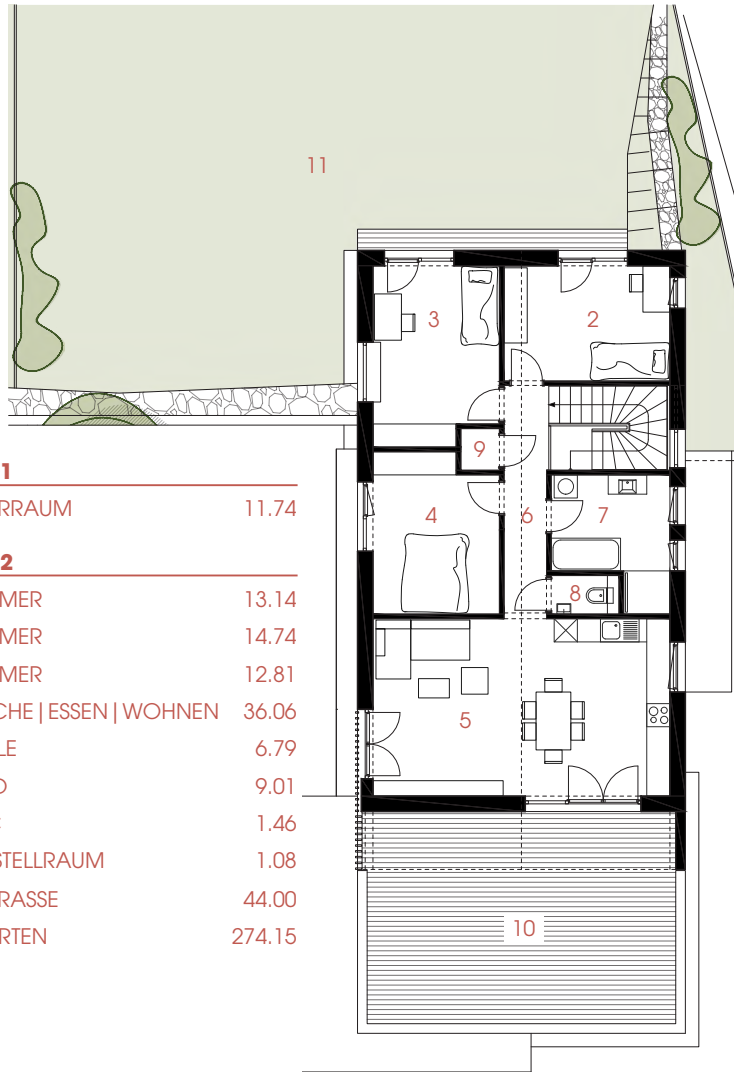 11
3
2
9
1
RRAUM 11.74
4
6
7
2
8
MER 13.14
MER 14.74
MER 12.81
CHE | ESSEN | WOHNEN 36.06
5
LE 6.79
9.01
1.46
STELLRAUM 1.08
RASSE 44.00
10
RTEN 274.15